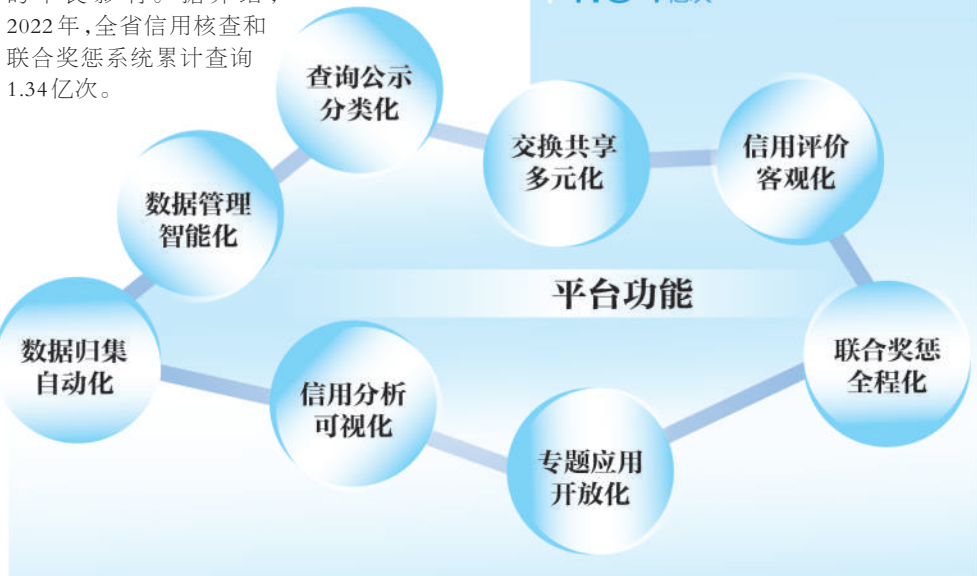 2022年,全省信用核查和
联合奖惩系统累计查询
1.34亿次。
查询公示
分类化
交换共享
多元化
信用评价
客观化
数据管理
智能化
平台功能
数据归集
自动化
联合奖惩
全程化
信用分析
可视化
专题应用
开放化